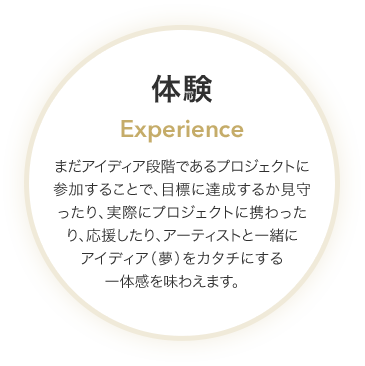 体験
Experience
まだアイディア段階であるプロジェクトに
参加することで、目標に達成するか見守
ったり、実際にプロジェクトに携わった
り、応援したり、アーティストと一緒に
アイディア（夢）をカタチにする
一体感を味わえます。